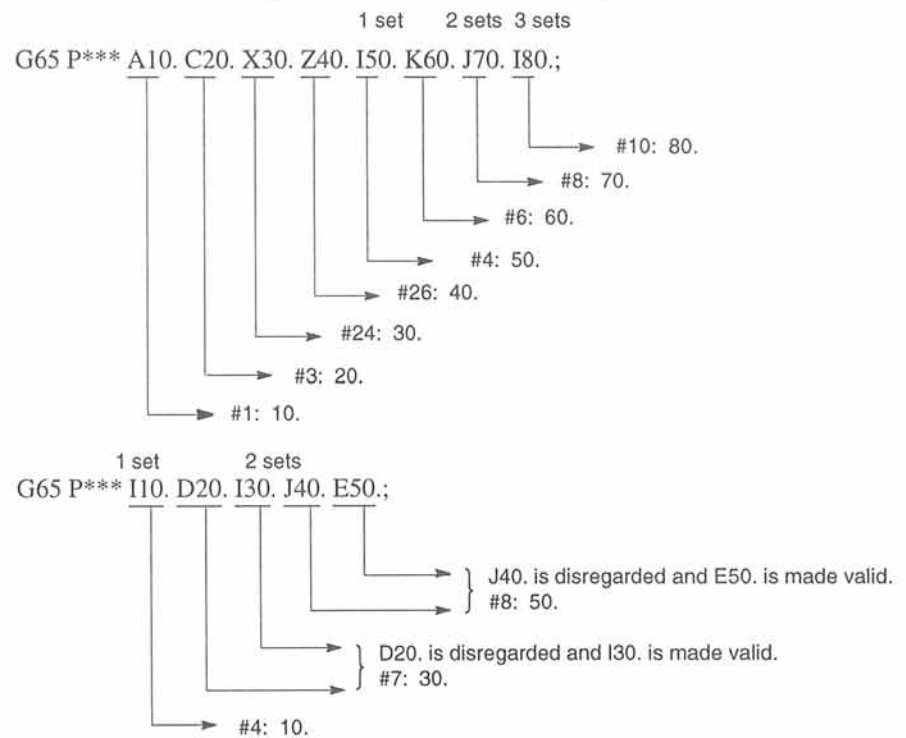 1 set 2 sets 3 sets
G65 P*** A10. C20. X30. Z40. I50. K60. J70. I80.;
#10: 80.
#8: 70.
#6: 60.
#4: 50.
#26: 40.
#24: 30.
#3: 20.
#1: 10.
1 set 2 sets
G65 P*** I10. D20. I30. J40. E50.;
J40. is disregarded and E50. is made valid.
#8: 50.
D20. is disregarded and I30. is made valid.
#7: 30.
#4: 10.